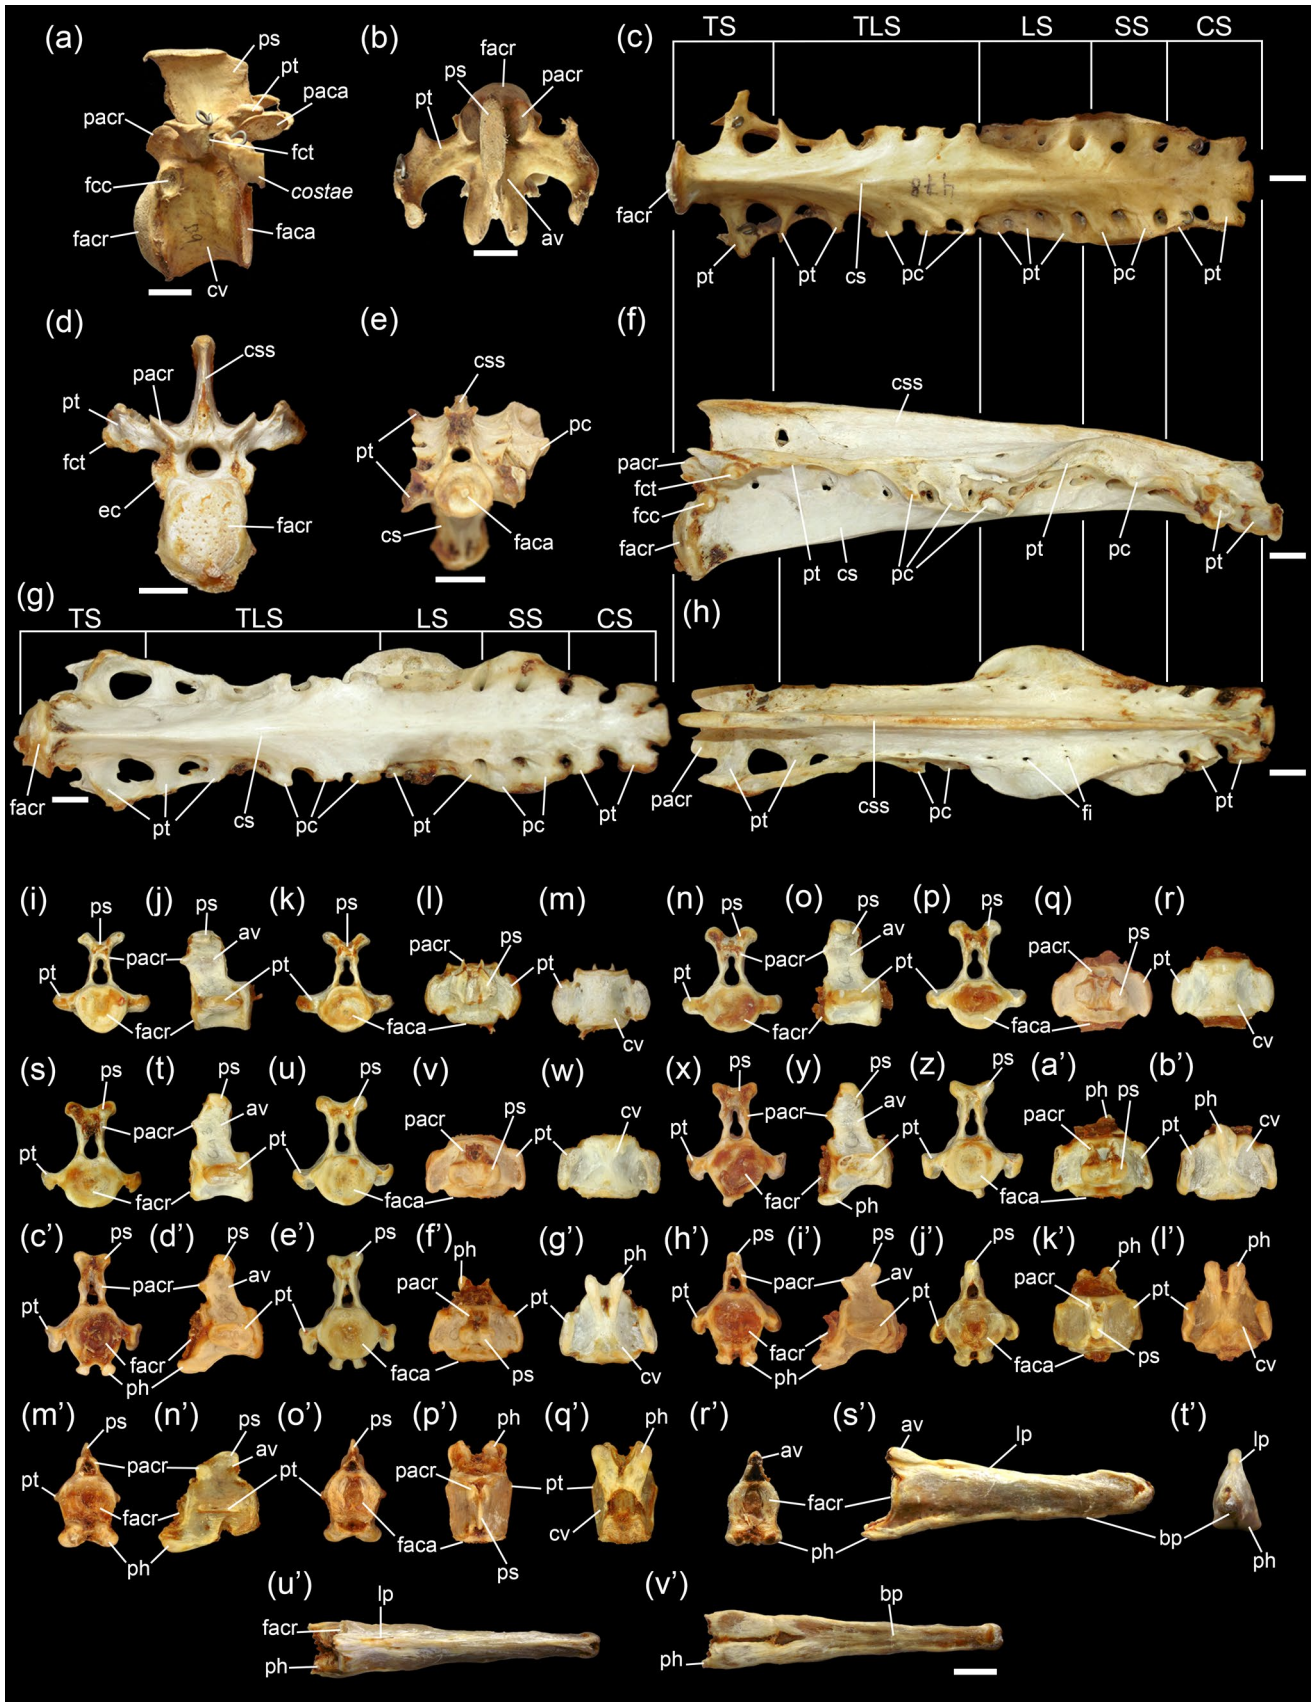 (a)
ps
pt
paca
pacr
fct
fcc
costae
facr
faca
cv
54
(b)
facr
ps
pacr
pt
av
(c)
TS TLS LS SS CS
478
facr
pt pt cs pc pt pc pt
(d)
css
pacr
pt
fct
ec
facr
(e)
css
pt
pc
cs
faca
(f)
css
pacr
fct
fcc
facr
pt cs pc pt pc pt
(g)
TS TLS LS SS CS
facr
pt cs pc pt pc pt
(h)
pacr
pt css pc fi pt
(i) (j) (k) (l) (m) (n) (o) (p) (q) (r)
ps ps ps ps ps ps
av pacr ps av pacr ps
pt pacr pt pt pt pacr pt pt
facr faca cv facr faca cv
(s) (t) (u) (v) (w) (x) (y) (z) (a’) (b’)
ps ps ps cv ps ps ps ph ph
av pacr ps av pacr ps cv
pt pacr pt pt pt pacr pt pt
facr faca facr ph faca
(c’) (d’) (e’) (f’) (g’) (h’) (i’) (j’) (k’) (l’)
ps ps ps ph ph ps ps ps ph ph
pacr av pacr pacr av pacr
pt pt pt pt pt pt
facr faca ps cv facr faca ps cv
ph ph
(m’) (n’) (o’) (p’) (q’) (r’) (s’) (t’)
ps ps ps ph ph av av lp lp
pacr av pacr
pt pt pt
facr cv facr
ph faca ps ph bp ph
(u’)
lp
facr
ph
(v’)
bp
ph